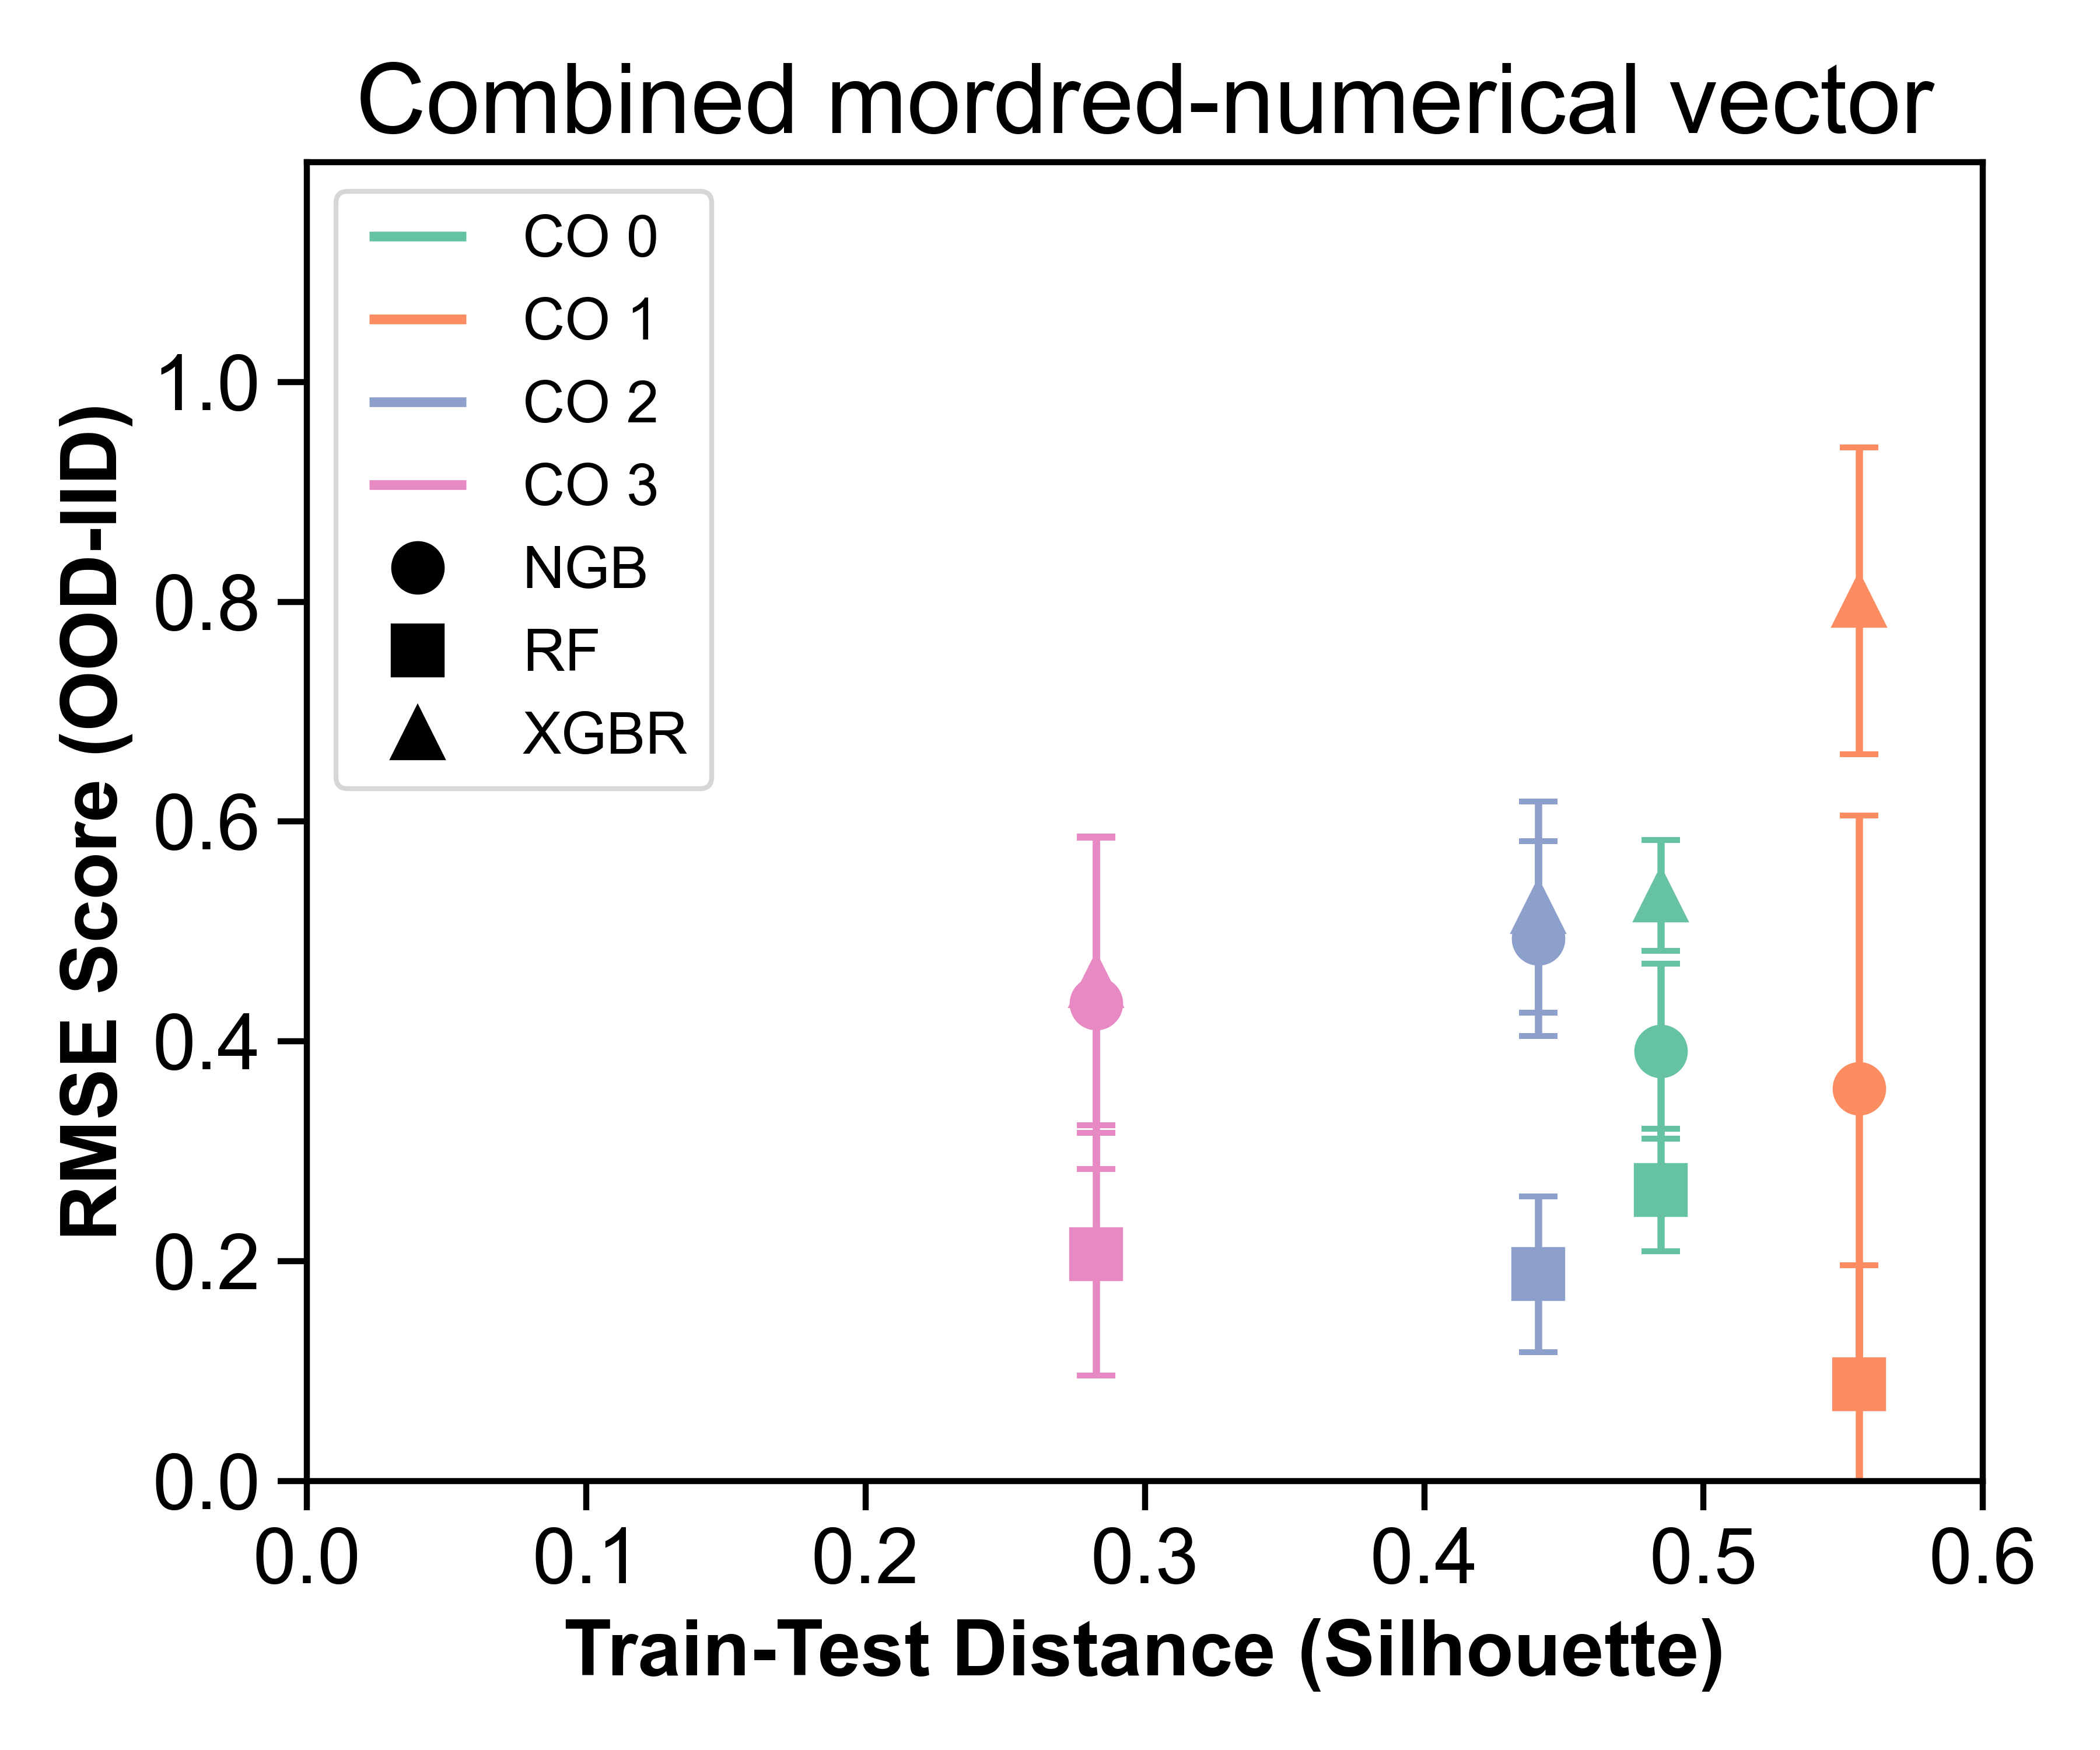 Combined mordred-numerical vector
CO 0
CO 1
CO 2
CO 3
NGB
RF
XGBR
RMSE Score (OOD-IID)
1.0
0.8
0.6
0.4
0.2
0.0
0.0 0.1 0.2 0.3 0.4 0.5 0.6
Train-Test Distance (Silhouette)